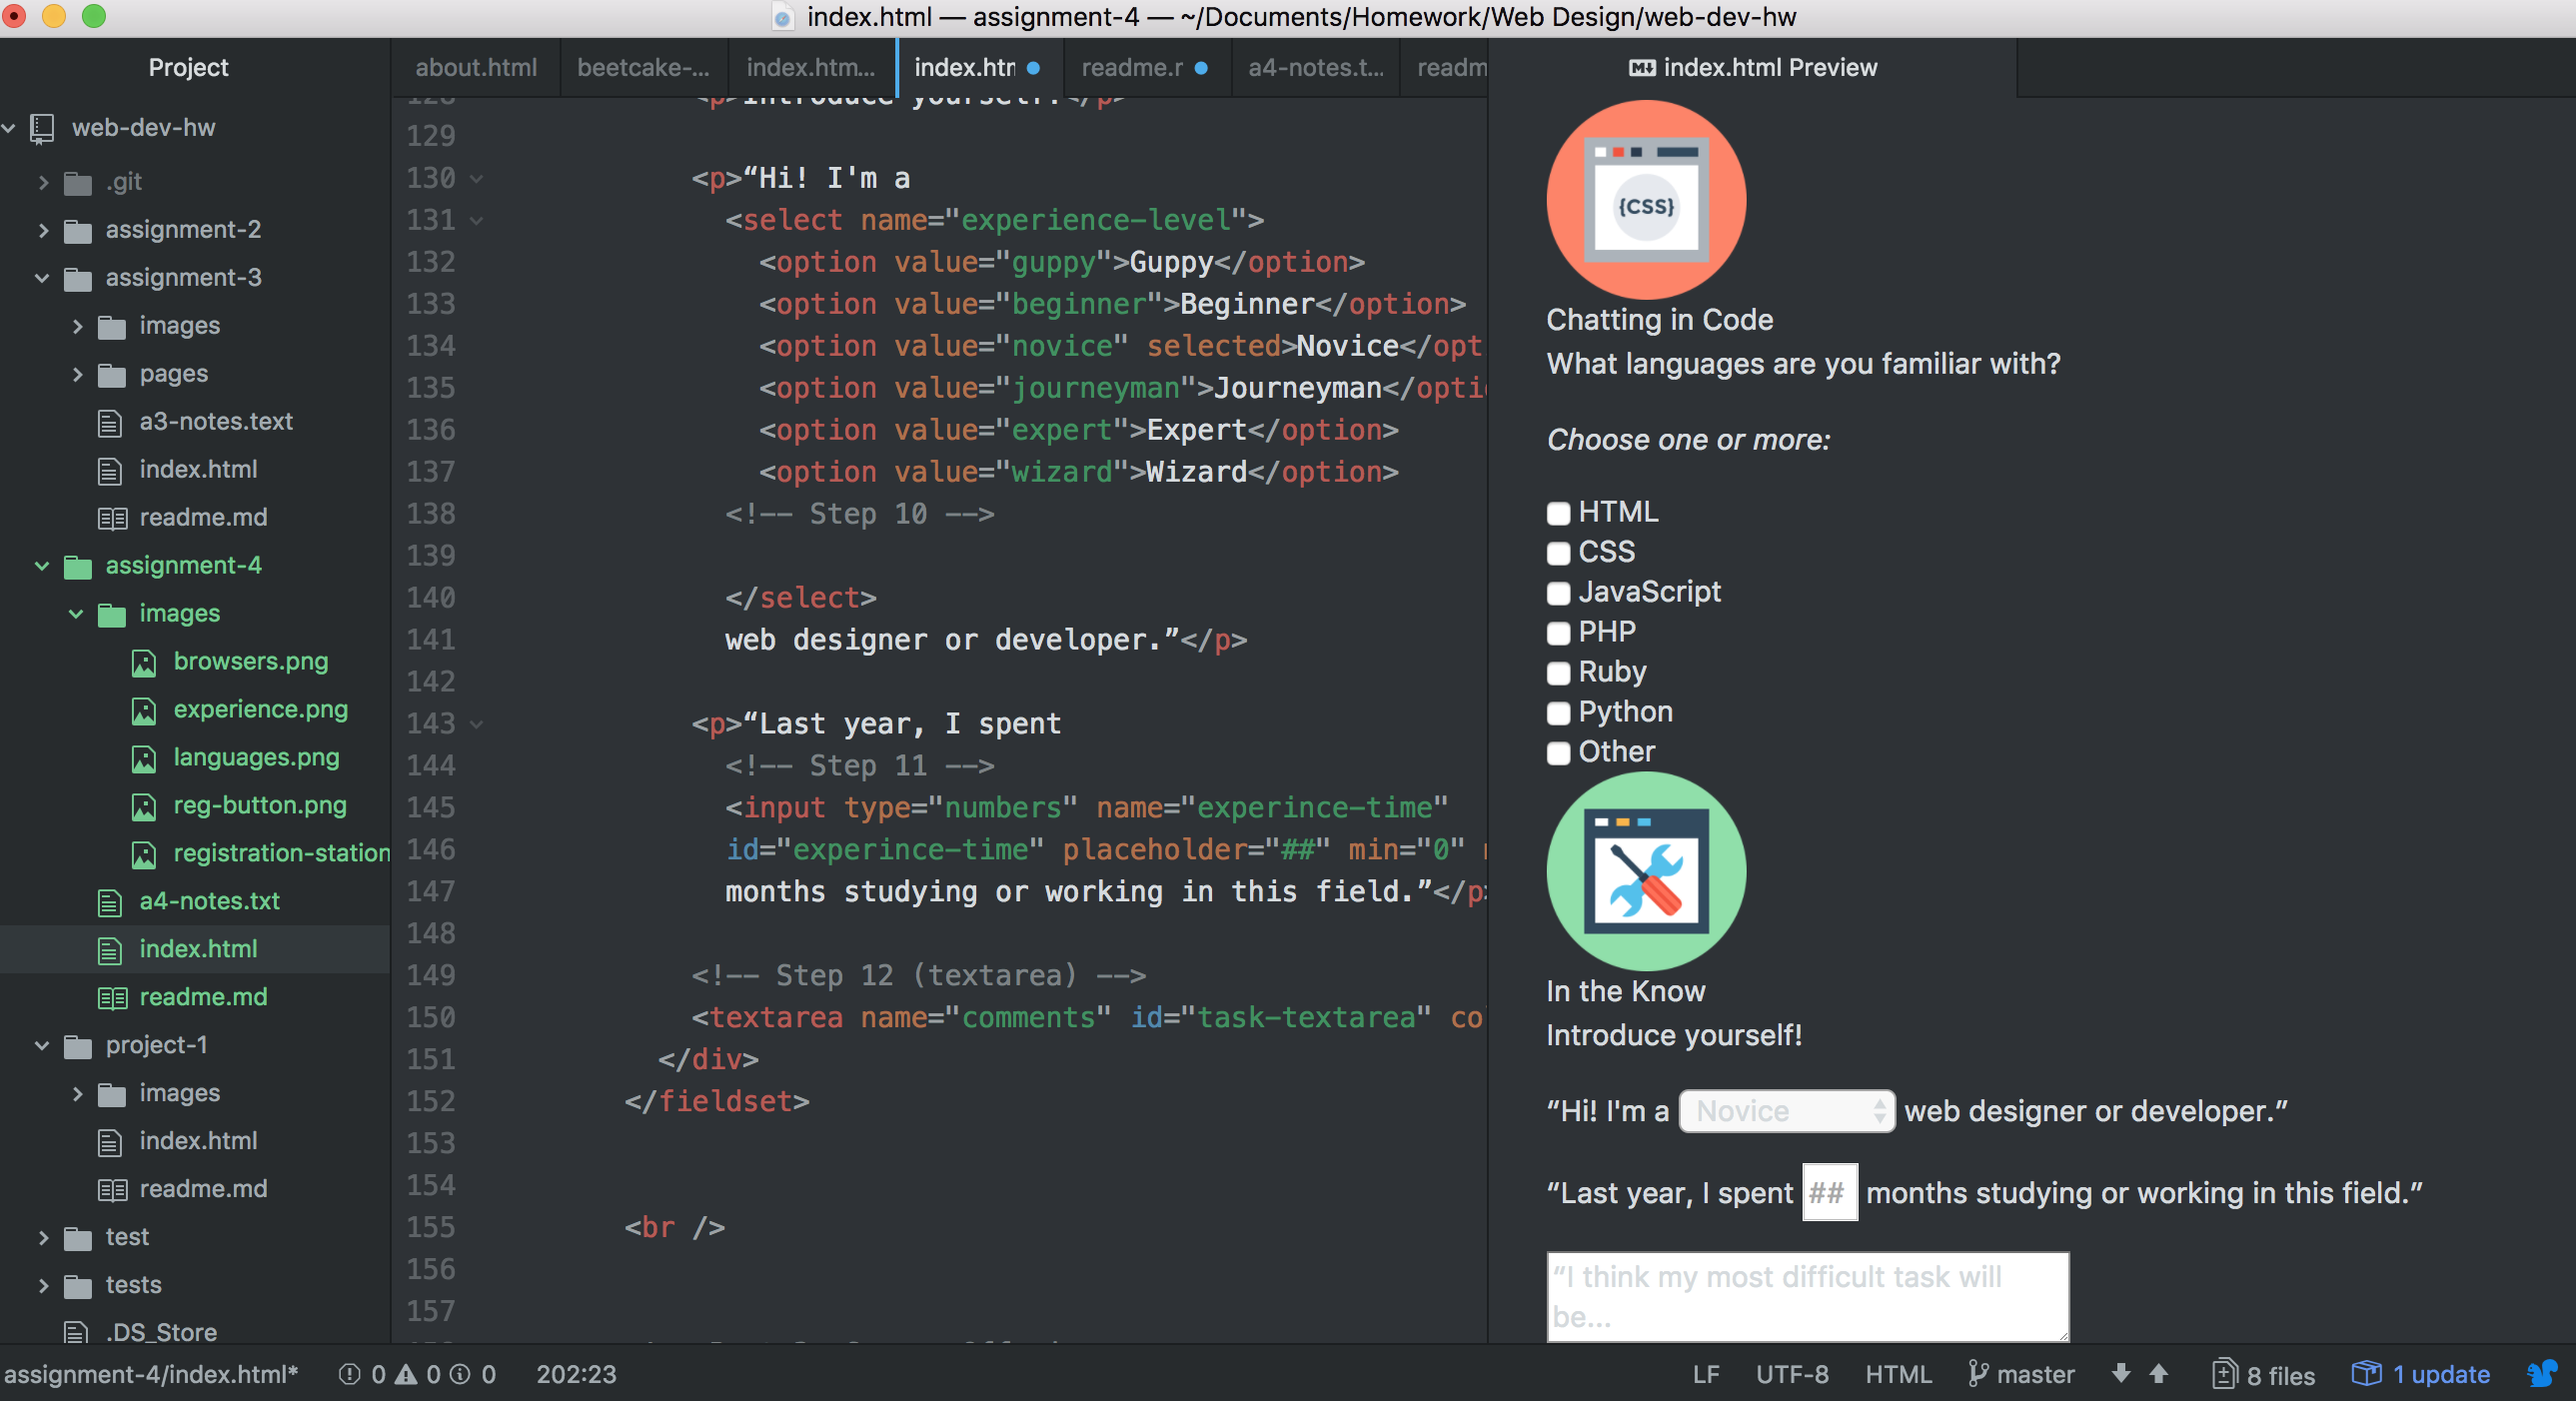 index.html — assignment-4 — ~/Documents/Homework/Web Design/web-dev-hw
Project
web-dev-hw
.git
assignment-2
assignment-3
images
pages
a3-notes.text
index.html
readme.md
assignment-4
images
browsers.png
experience.png
languages.png
reg-button.png
registration-station
a4-notes.txt
index.html
readme.md
project-1
images
index.html
readme.md
test
tests
.DS_Store
about.html
beetcake-...
index.htm...
index.htm
readme.r
a4-notes.t...
readm
128 <p>Introduce yourself!</p>
129
130 <p>“Hi! I'm a
131 <select name="experience-level">
132 <option value="guppy">Guppy</option>
133 <option value="beginner">Beginner</option>
134 <option value="novice" selected>Novice</opt
135 <option value="journeyman">Journeyman</opti
136 <option value="expert">Expert</option>
137 <option value="wizard">Wizard</option>
138 <!-- Step 10 -->
139
140 </select>
141 web designer or developer.”</p>
142
143 <p>“Last year, I spent
144 <!-- Step 11 -->
145 <input type="numbers" name="experince-time"
146 id="experince-time" placeholder="##" min="0"
147 months studying or working in this field.”</p>
148
149 <!-- Step 12 (textarea) -->
150 <textarea name="comments" id="task-textarea" co
151 </div>
152 </fieldset>
153
154
155 <br />
156
157
index.html Preview
{CSS}
Chatting in Code
What languages are you familiar with?
Choose one or more:
HTML
CSS
JavaScript
PHP
Ruby
Python
Other
In the Know
Introduce yourself!
“Hi! I'm a Novice web designer or developer.”
“Last year, I spent ## months studying or working in this field.”
“I think my most difficult task will
be...
assignment-4/index.html* 0 0 0 202:23
LF UTF-8 HTML master 8 files 1 update